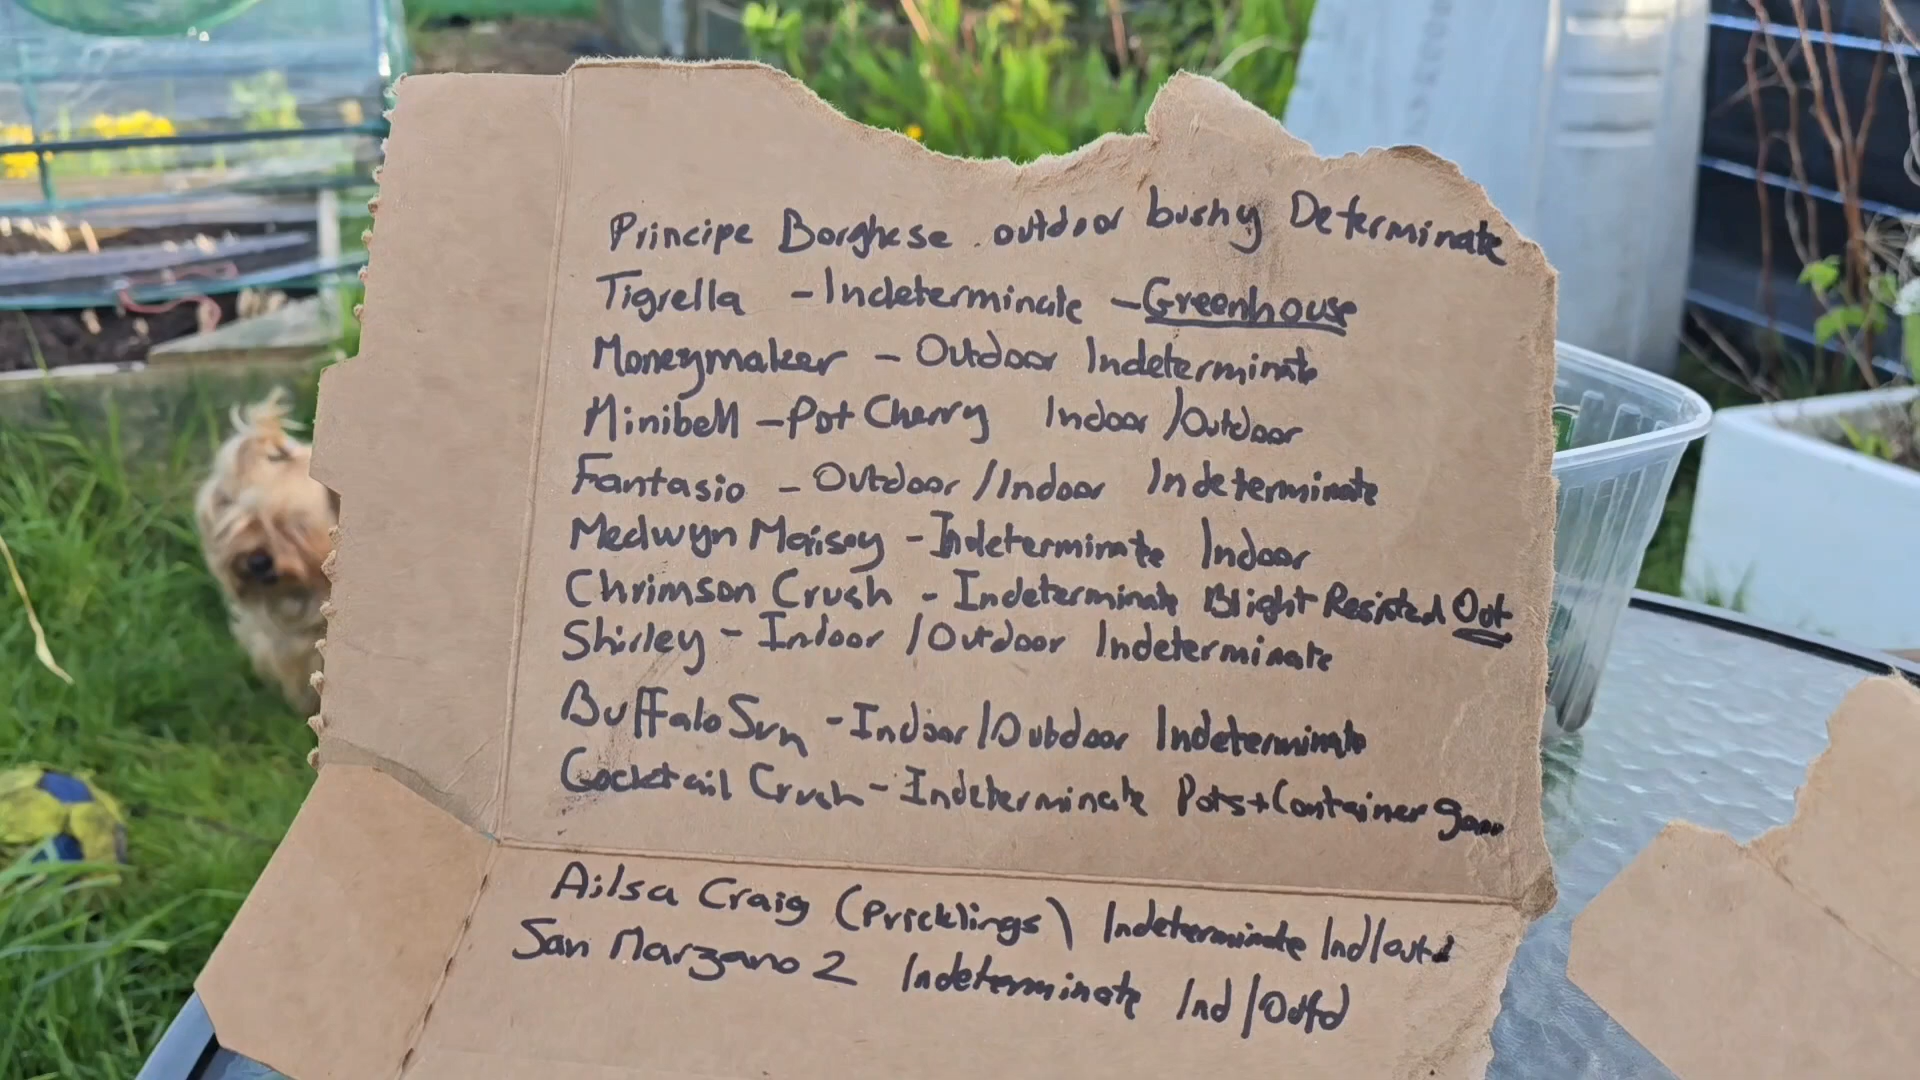 Principe Borghese outdoor bushy Determinate
Tigrella - Indeterminate - Greenhouse
Moneymaker - Outdoor Indeterminate
Minibell - Pot Cherry Indoor/Outdoor
Fantasio - Outdoor/Indoor Indeterminate
Medwyn Maisey - Indeterminate Indoor
Chrimson Crush - Indeterminate Blight Resisted Out
Shirley - Indoor/Outdoor Indeterminate
Buffalo Sun - Indoor/Outdoor Indeterminate
Cocktail Crush - Indeterminate Pots+Container
Ailsa Craig (Pricklings) Indeterminate Ind/outd
San Marzano 2 Indeterminate Ind/Outd